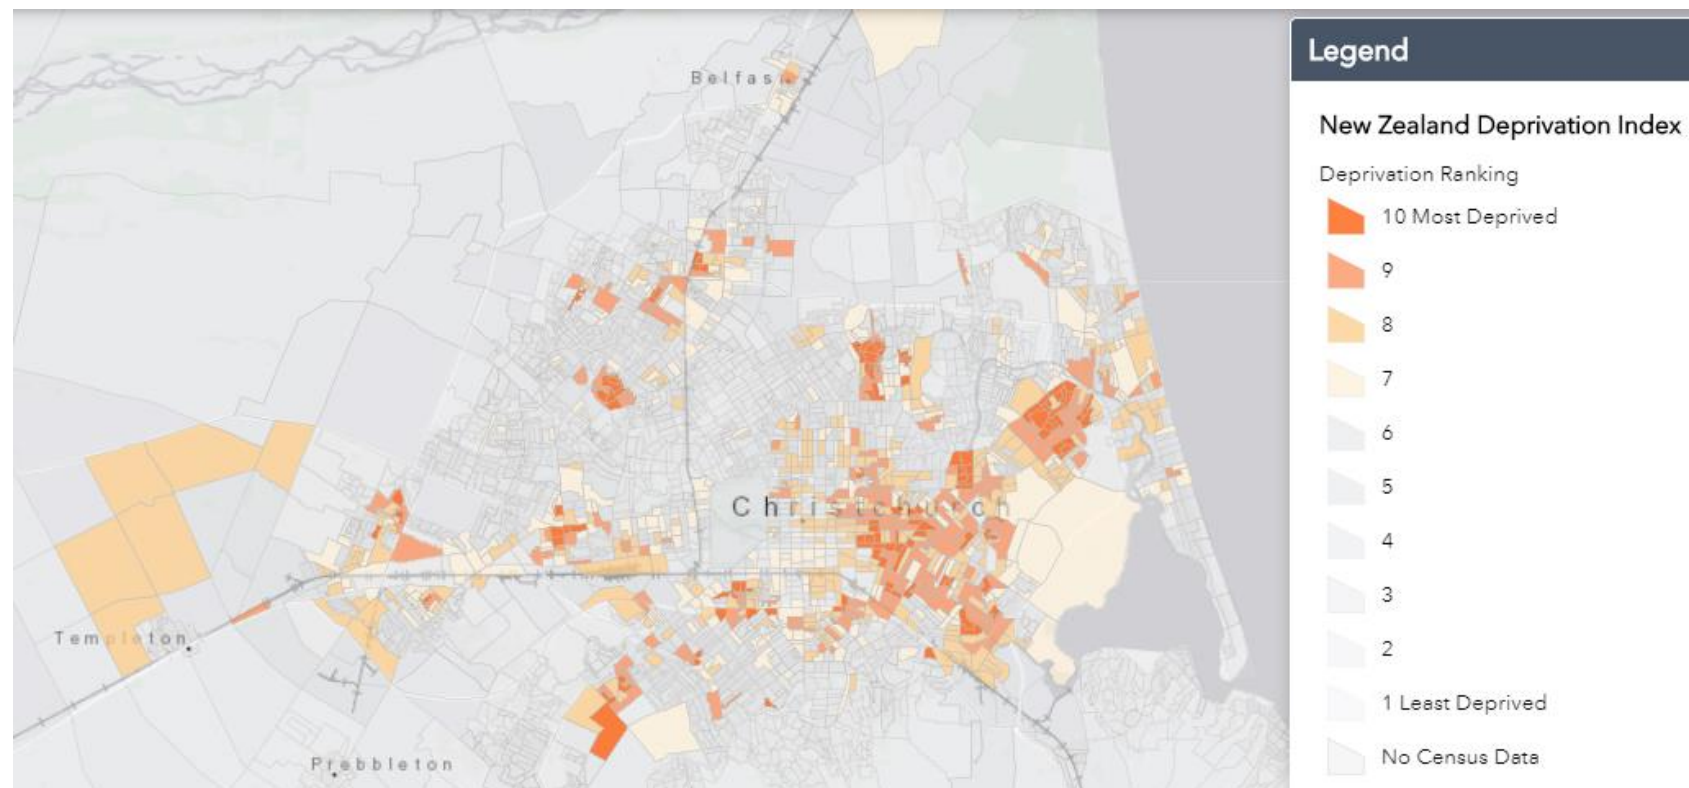 Belfast
Christchurch
Templeton
Prebbleton
Legend
New Zealand Deprivation Index
Deprivation Ranking
10 Most Deprived
9
8
7
6
5
4
3
2
1 Least Deprived
No Census Data